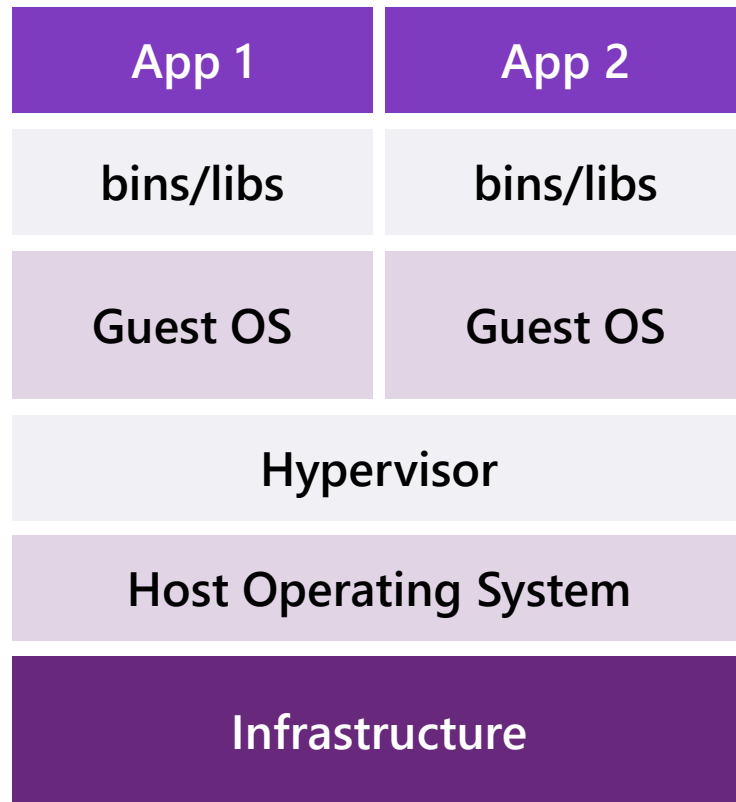 App 1
App 2
bins/libs
bins/libs
Guest OS
Guest OS
Hypervisor
Host Operating System
Infrastructure